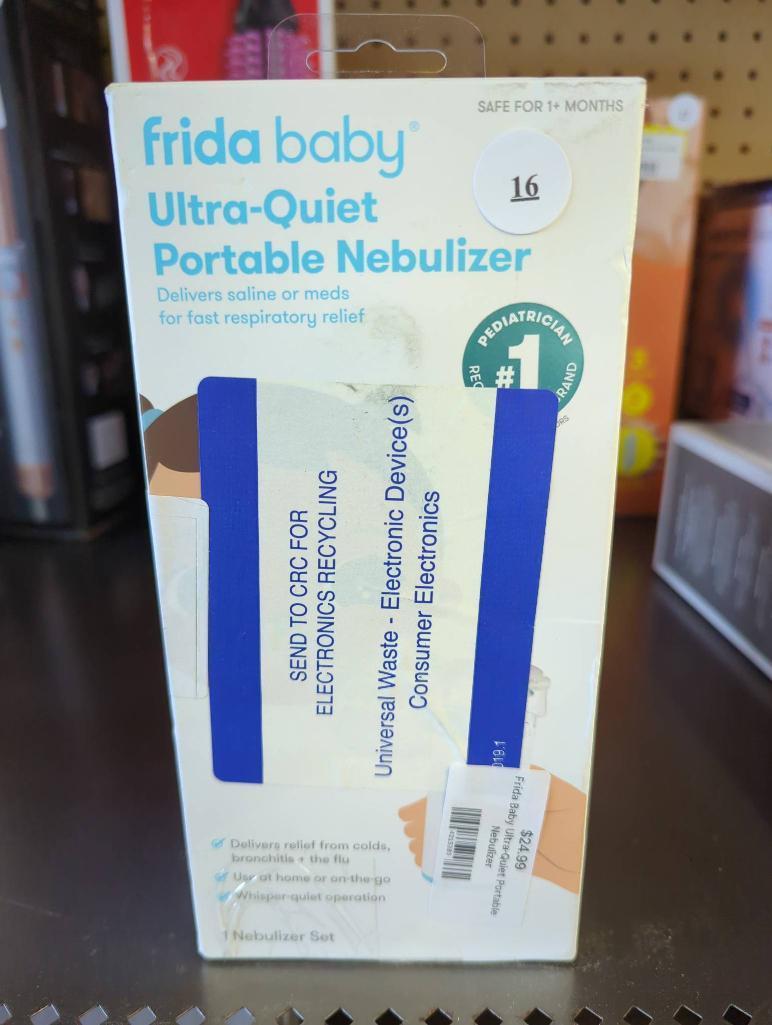 SAFE FOR 1+ MONTHS
frida baby®
16
Ultra-Quiet
Portable Nebulizer
Delivers saline or meds
for fast respiratory relief
PEDIATRICIAN
#1
SEND TO CRC FOR
ELECTRONICS RECYCLING
Universal Waste - Electronic Device(s)
Consumer Electronics
019.1
$24.99
Frida Baby Ultra-Quiet Portable
Nebulizer
Delivers relief from colds,
bronchitis + the flu
Use at home or on-the-go
Whisper-quiet operation
1 Nebulizer Set